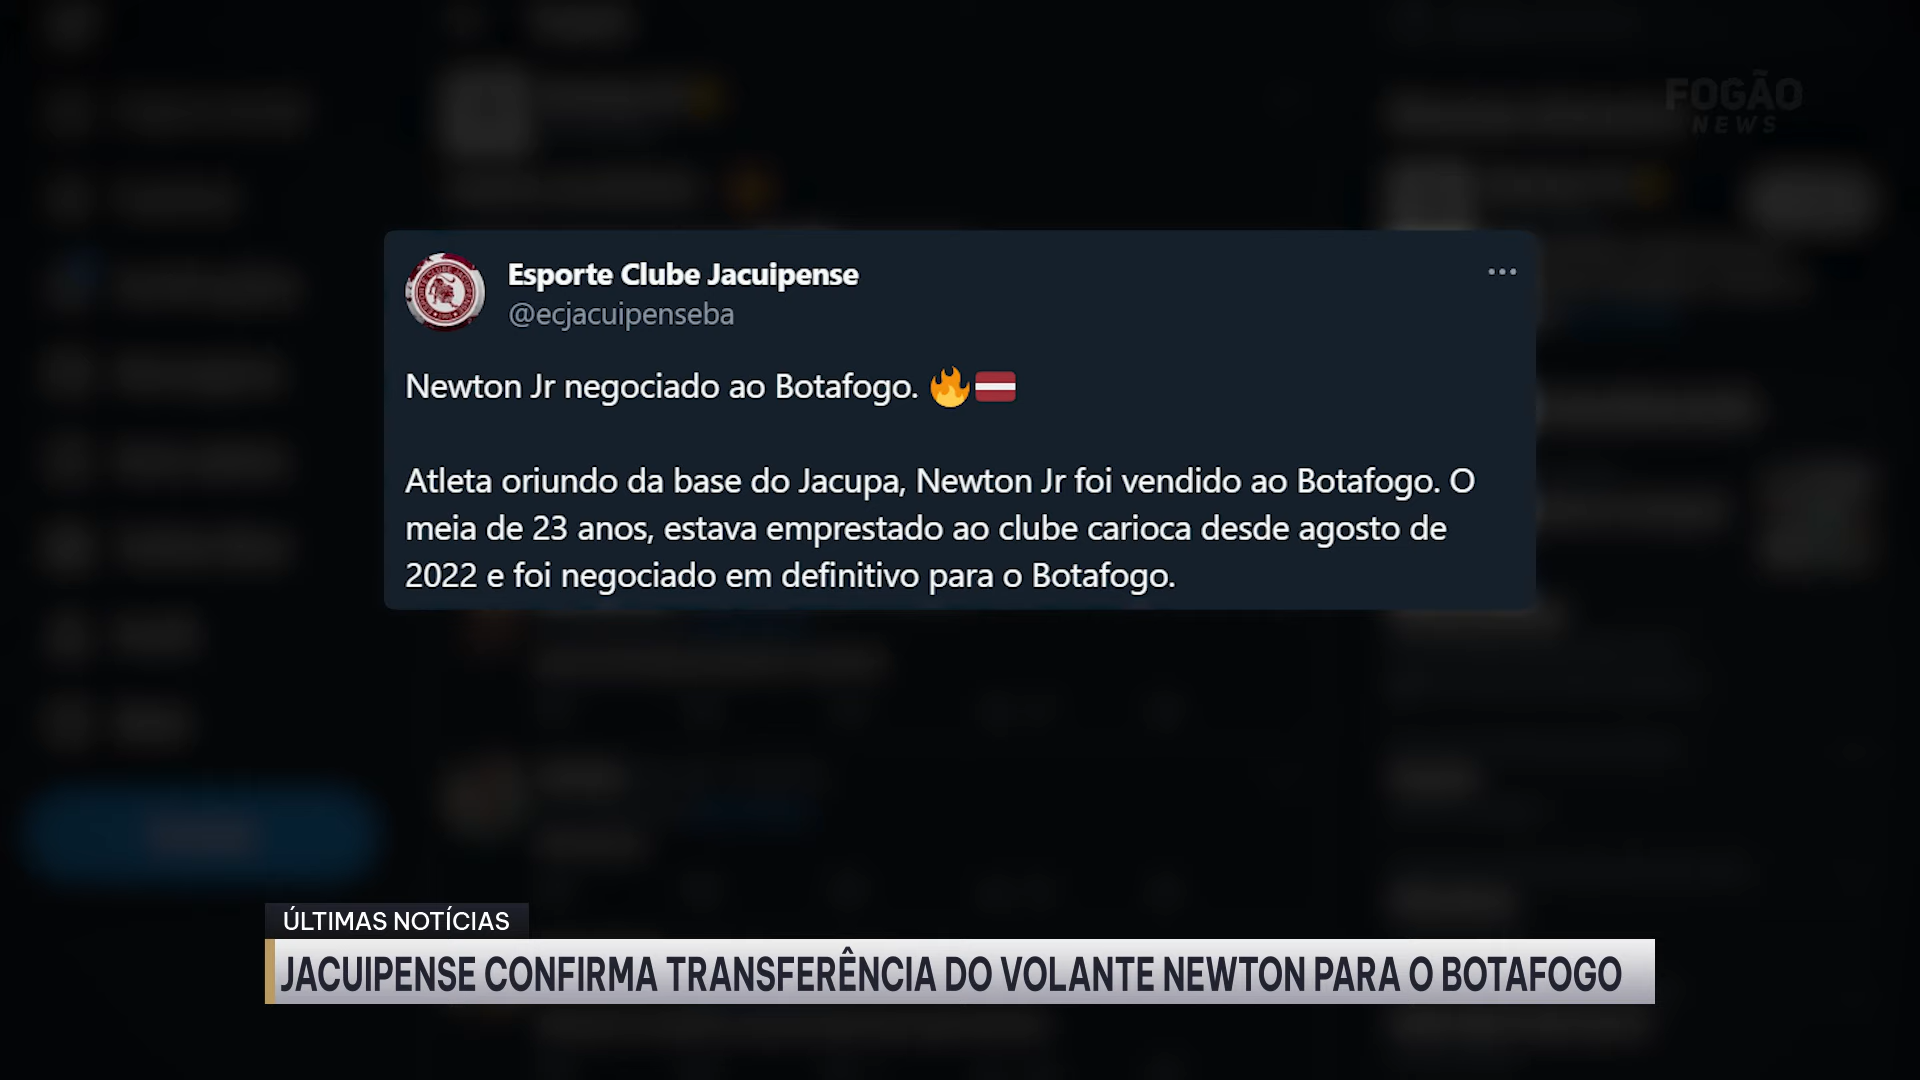 FOGÃO
NEWS
Esporte Clube Jacuipense
@ecjacuipenseba
Newton Jr negociado ao Botafogo. 🔥🇱🇻
Atleta oriundo da base do Jacupa, Newton Jr foi vendido ao Botafogo. O
meia de 23 anos, estava emprestado ao clube carioca desde agosto de
2022 e foi negociado em definitivo para o Botafogo.
ÚLTIMAS NOTÍCIAS
JACUIPENSE CONFIRMA TRANSFERÊNCIA DO VOLANTE NEWTON PARA O BOTAFOGO